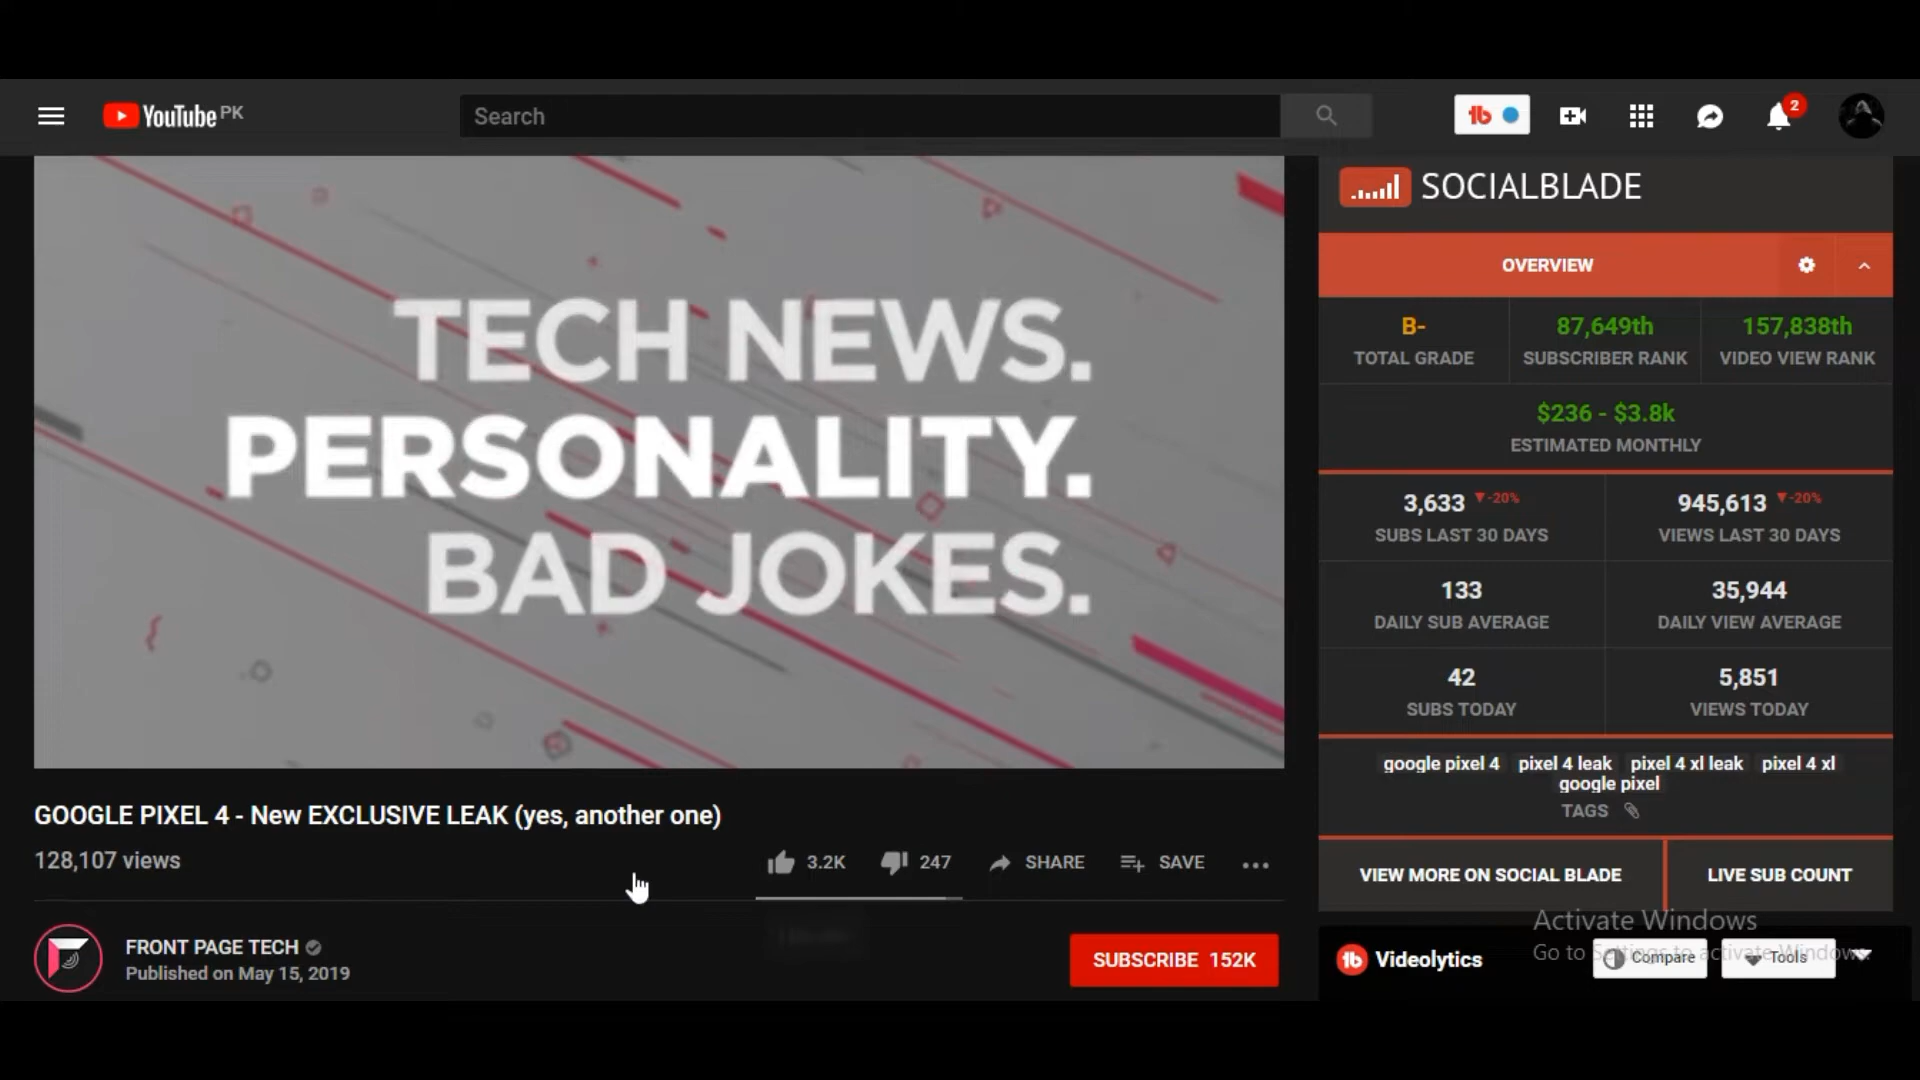 YouTube PK
Search
2
TECH NEWS.
PERSONALITY.
BAD JOKES.
GOOGLE PIXEL 4 - New EXCLUSIVE LEAK (yes, another one)
128,107 views
3.2K
247
SHARE
SAVE
FRONT PAGE TECH
Published on May 15, 2019
SUBSCRIBE 152K
SOCIALBLADE
OVERVIEW
B-
TOTAL GRADE
87,649th
SUBSCRIBER RANK
157,838th
VIDEO VIEW RANK
$236 - $3.8k
ESTIMATED MONTHLY
3,633 ▼-20%
SUBS LAST 30 DAYS
945,613 ▼-20%
VIEWS LAST 30 DAYS
133
DAILY SUB AVERAGE
35,944
DAILY VIEW AVERAGE
42
SUBS TODAY
5,851
VIEWS TODAY
google pixel 4 pixel 4 leak pixel 4 xl leak pixel 4 xl
google pixel
TAGS
VIEW MORE ON SOCIAL BLADE
LIVE SUB COUNT
Activate Windows
Go to Settings to activate Windows.
Videolytics
Compare
Tools